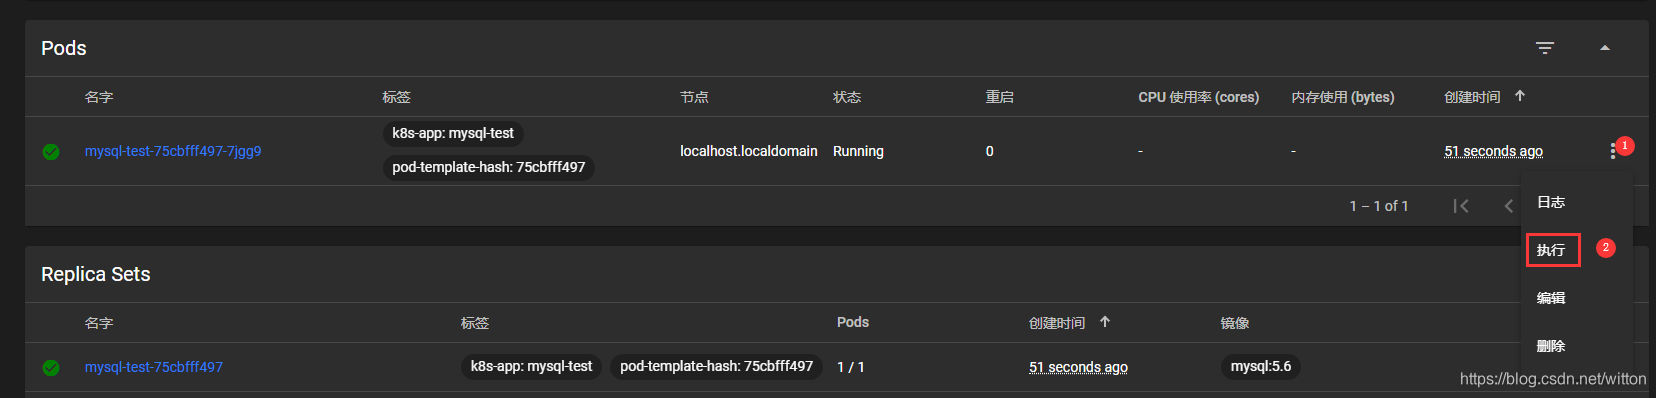 Pods
名字 标签 节点 状态 重启 CPU 使用率 (cores) 内存使用 (bytes) 创建时间
k8s-app: mysql-test
mysql-test-75cbfff497-7jgg9 localhost.localdomain Running 0 - - 51 seconds ago 1
pod-template-hash: 75cbfff497
1 – 1 of 1
日志
执行 2
编辑
删除
Replica Sets
名字 标签 Pods 创建时间 镜像
mysql-test-75cbfff497 k8s-app: mysql-test pod-template-hash: 75cbfff497 1 / 1 51 seconds ago mysql:5.6
https://blog.csdn.net/witton